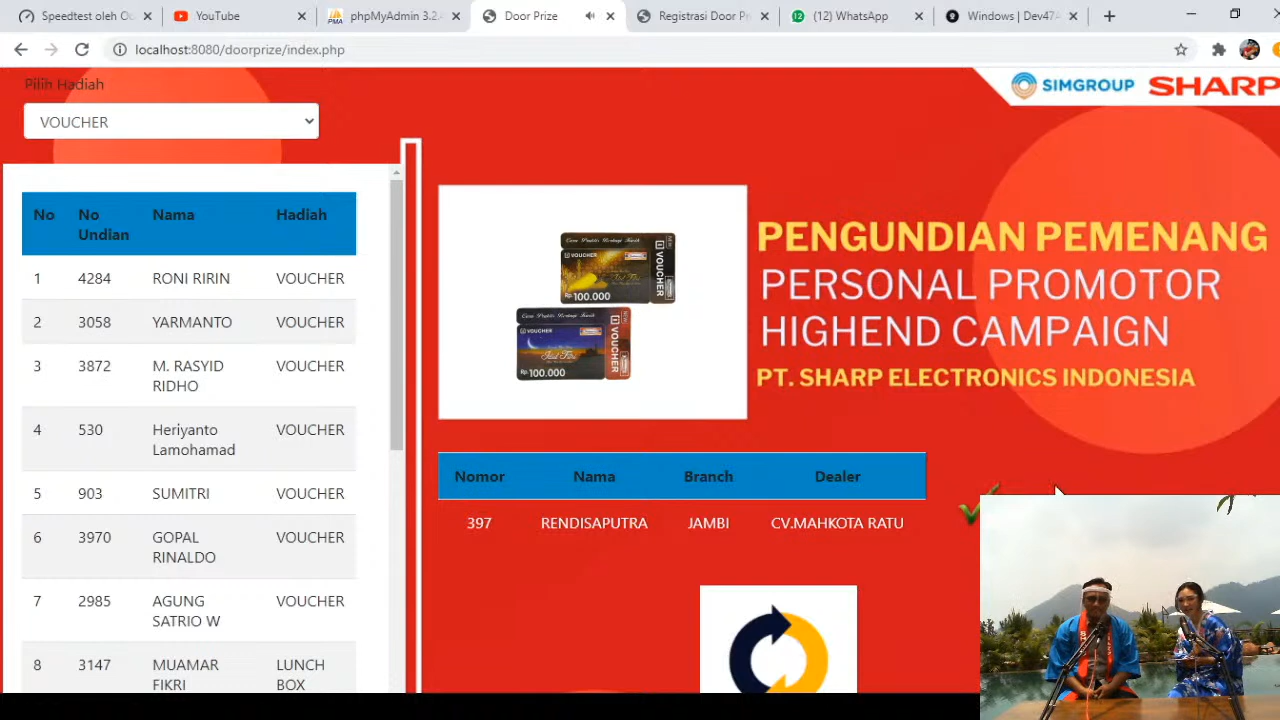 Speedtest oleh Oo
YouTube
phpMyAdmin 3.2.
Door Prize
Registrasi Door Pr
(12) WhatsApp
Windows | Dev47A
localhost:8080/doorprize/index.php
Pilih Hadiah
VOUCHER
SIMGROUP SHARP
No No Undian Nama Hadiah
1 4284 RONI RIRIN VOUCHER
2 3058 YARMANTO VOUCHER
3 3872 M. RASYID RIDHO VOUCHER
4 530 Heriyanto Lamohamad VOUCHER
5 903 SUMITRI VOUCHER
6 3970 GOPAL RINALDO VOUCHER
7 2985 AGUNG SATRIO W VOUCHER
8 3147 MUAMAR FIKRI LUNCH BOX
VOUCHER
VOUCHER
Rp.100.000
VOUCHER
VOUCHER
Rp.100.000
PENGUNDIAN PEMENANG
PERSONAL PROMOTOR
HIGHEND CAMPAIGN
PT. SHARP ELECTRONICS INDONESIA
Nomor Nama Branch Dealer
397 RENDISAPUTRA JAMBI CV.MAHKOTA RATU